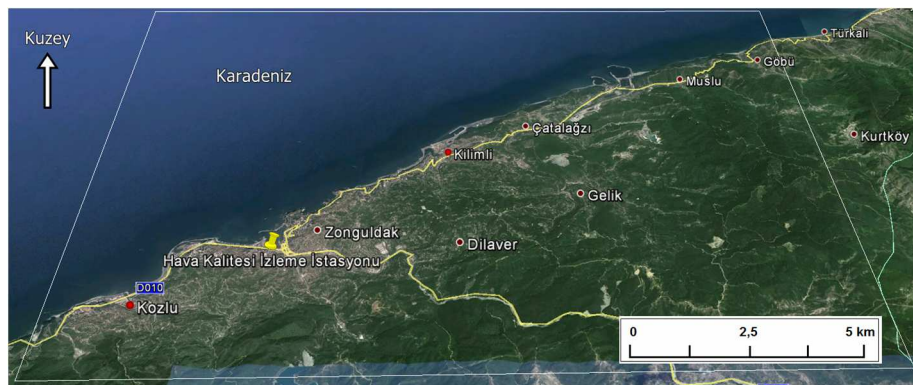 Kuzey
Karadeniz
Türkali
Göbü
Muslu
Kurtköy
Çatalağzı
Kilimli
Gelik
Zonguldak
Dilaver
Hava Kalitesi İzleme İstasyonu
D010
Kozlu
0 2,5 5 km